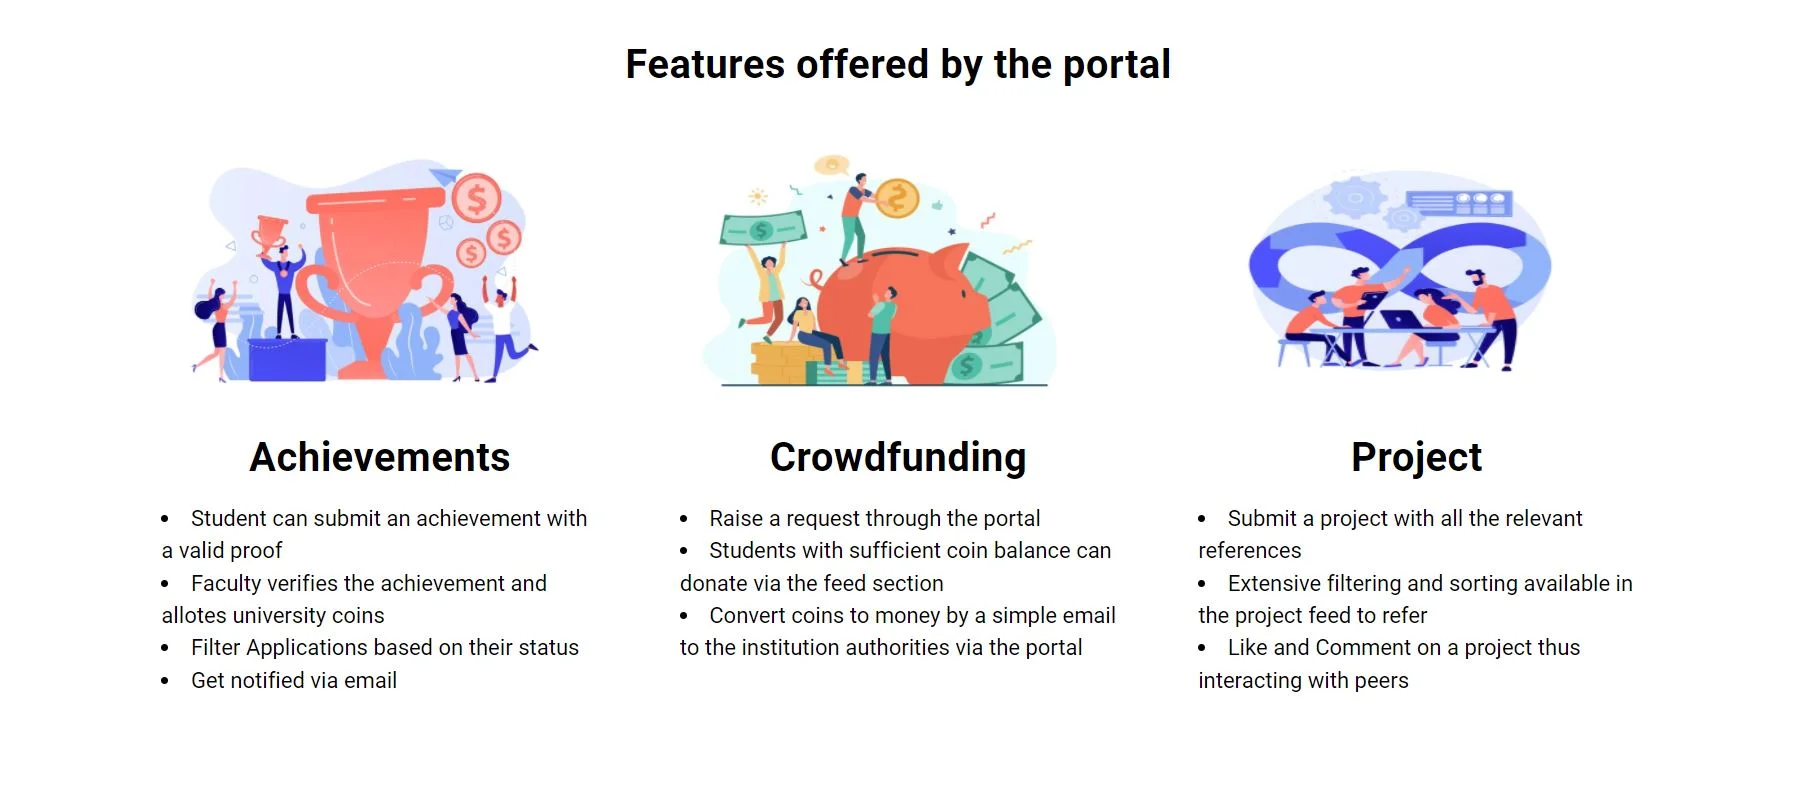 Features offered by the portal
Achievements
• Student can submit an achievement with
a valid proof
• Faculty verifies the achievement and
allotes university coins
• Filter Applications based on their status
• Get notified via email
Crowdfunding
• Raise a request through the portal
• Students with sufficient coin balance can
donate via the feed section
• Convert coins to money by a simple email
to the institution authorities via the portal
Project
• Submit a project with all the relevant
references
• Extensive filtering and sorting available in
the project feed to refer
• Like and Comment on a project thus
interacting with peers